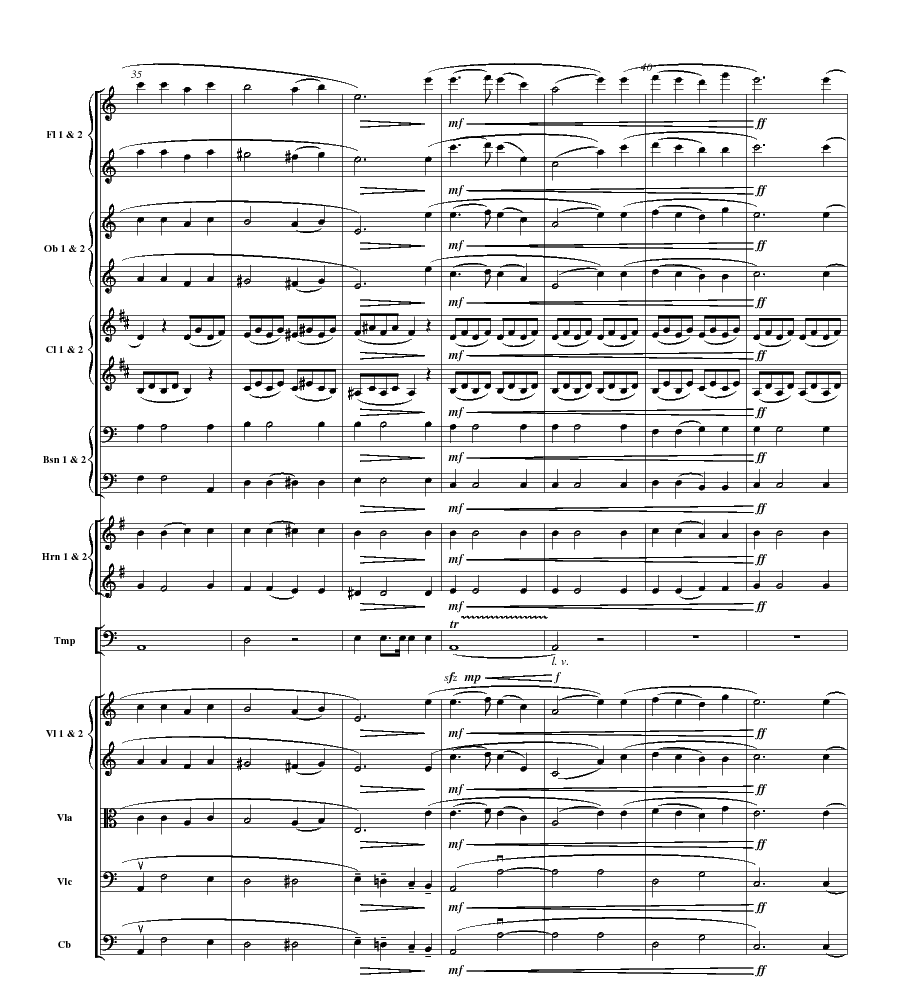 35 40
Fl 1 & 2
mf ff
mf ff
Ob 1 & 2
mf ff
mf ff
Cl 1 & 2
mf ff
mf ff
Bsn 1 & 2
mf ff
mf ff
Hrn 1 & 2
mf ff
mf ff
tr
Tmp
l. v.
sfz mp f
Vl 1 & 2
mf ff
mf ff
Vla
mf ff
Vlc
mf ff
Cb
mf ff